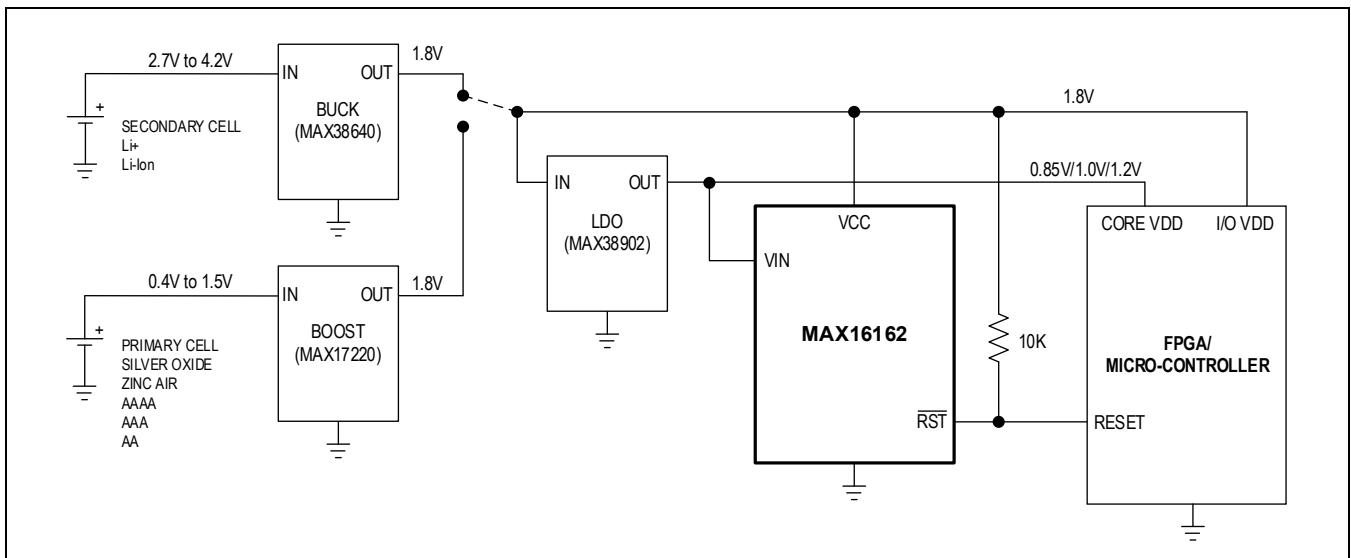 2.7V to 4.2V
+
SECONDARY CELL
Li+
Li-Ion
IN
OUT
BUCK
(MAX38640)
1.8V
0.4V to 1.5V
+
PRIMARY CELL
SILVER OXIDE
ZINC AIR
AAAA
AAA
AA
IN
OUT
BOOST
(MAX17220)
1.8V
IN
OUT
LDO
(MAX38902)
1.8V
0.85V/1.0V/1.2V
VCC
VIN
MAX16162
RST
10K
CORE VDD
I/O VDD
FPGA/
MICRO-CONTROLLER
RESET